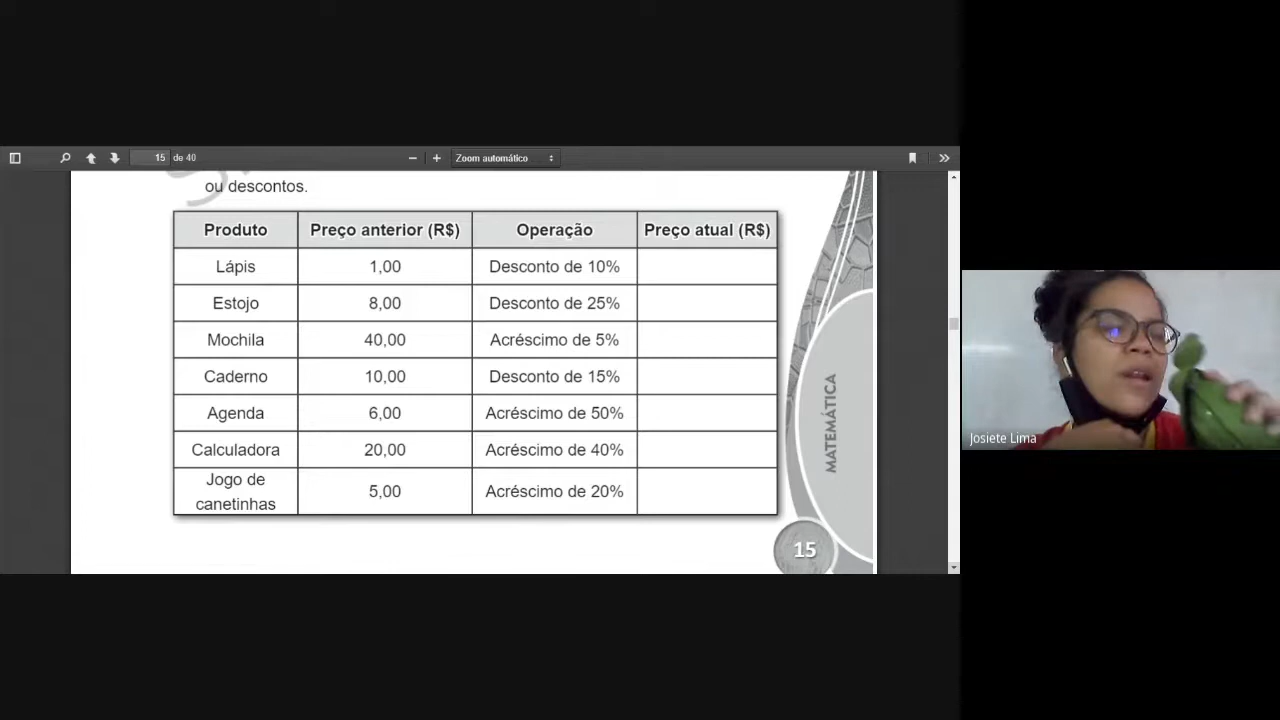 15 de 40
Zoom automático
ou descontos.
Produto Preço anterior (R$) Operação Preço atual (R$)
Lápis 1,00 Desconto de 10%
Estojo 8,00 Desconto de 25%
Mochila 40,00 Acréscimo de 5%
Caderno 10,00 Desconto de 15%
Agenda 6,00 Acréscimo de 50%
Calculadora 20,00 Acréscimo de 40%
Jogo de
canetinhas 5,00 Acréscimo de 20%
MATEMÁTICA
15
Josiete Lima